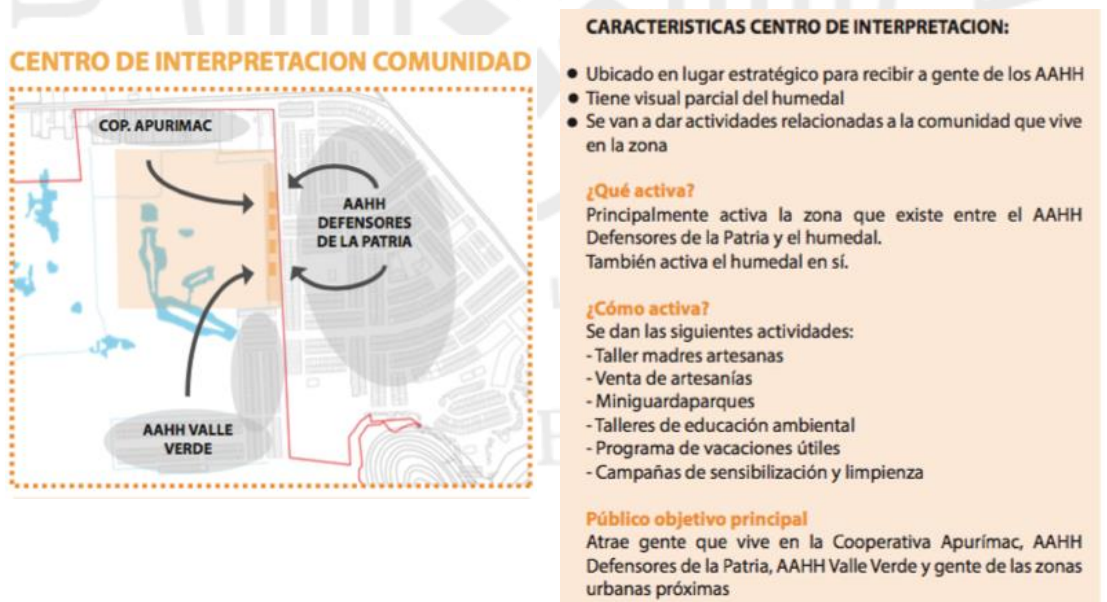 CENTRO DE INTERPRETACION COMUNIDAD
COP. APURIMAC
AAHH
DEFENSORES
DE LA PATRIA
AAHH VALLE
VERDE
CARACTERISTICAS CENTRO DE INTERPRETACION:
● Ubicado en lugar estratégico para recibir a gente de los AAHH
● Tiene visual parcial del humedal
● Se van a dar actividades relacionadas a la comunidad que vive
en la zona
¿Qué activa?
Principalmente activa la zona que existe entre el AAHH
Defensores de la Patria y el humedal.
También activa el humedal en sí.
¿Cómo activa?
Se dan las siguientes actividades:
- Taller madres artesanas
- Venta de artesanías
- Miniguardaparques
- Talleres de educación ambiental
- Programa de vacaciones útiles
- Campañas de sensibilización y limpienza
Público objetivo principal
Atrae gente que vive en la Cooperativa Apurímac, AAHH
Defensores de la Patria, AAHH Valle Verde y gente de las zonas
urbanas próximas